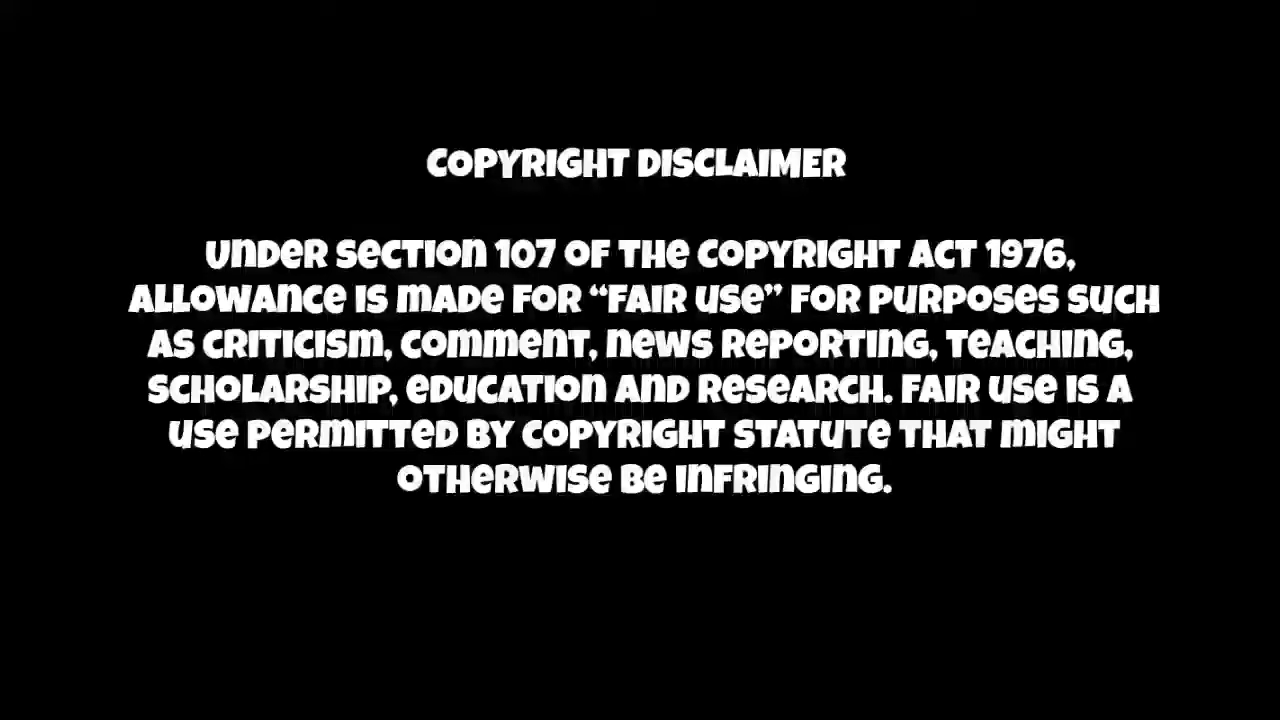 COPYRIGHT DISCLAIMER
Under Section 107 of the Copyright Act 1976,
allowance is made for “fair use” for purposes such
as criticism, comment, news reporting, teaching,
scholarship, education and research. Fair use is a
use permitted by copyright statute that might
otherwise be infringing.